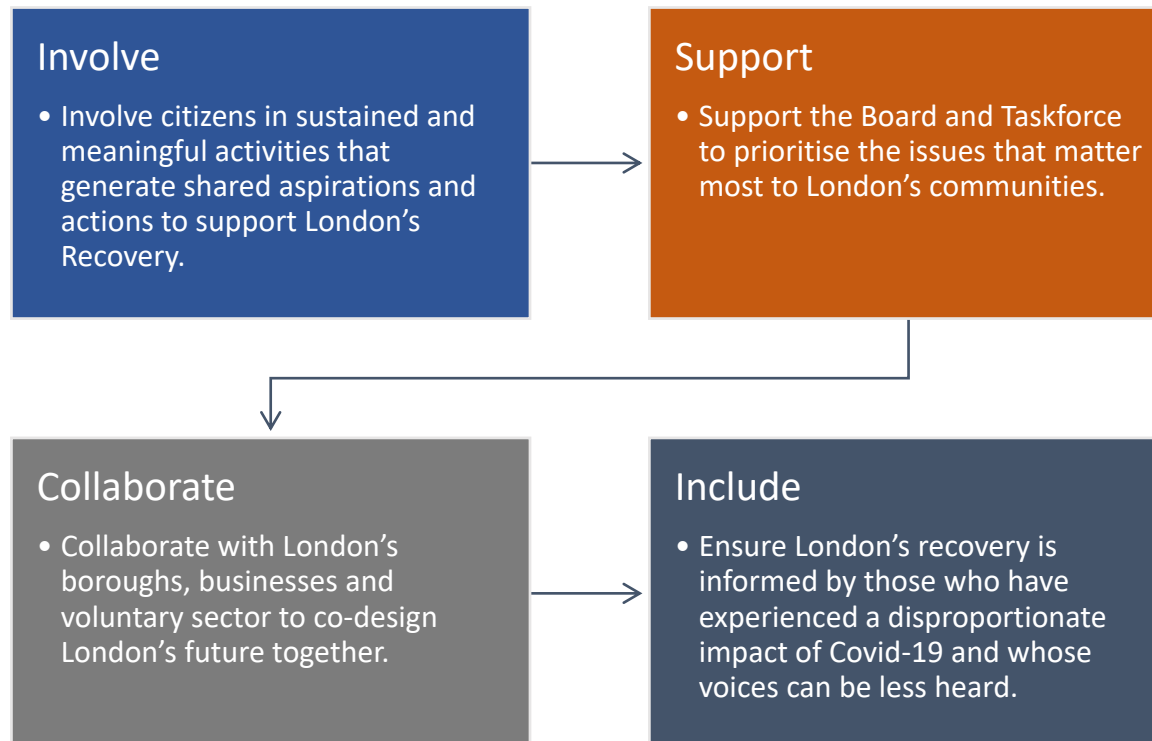 Involve
• Involve citizens in sustained and
meaningful activities that
generate shared aspirations and
actions to support London’s
Recovery.
Support
• Support the Board and Taskforce
to prioritise the issues that matter
most to London’s communities.
Collaborate
• Collaborate with London’s
boroughs, businesses and
voluntary sector to co-design
London’s future together.
Include
• Ensure London’s recovery is
informed by those who have
experienced a disproportionate
impact of Covid-19 and whose
voices can be less heard.